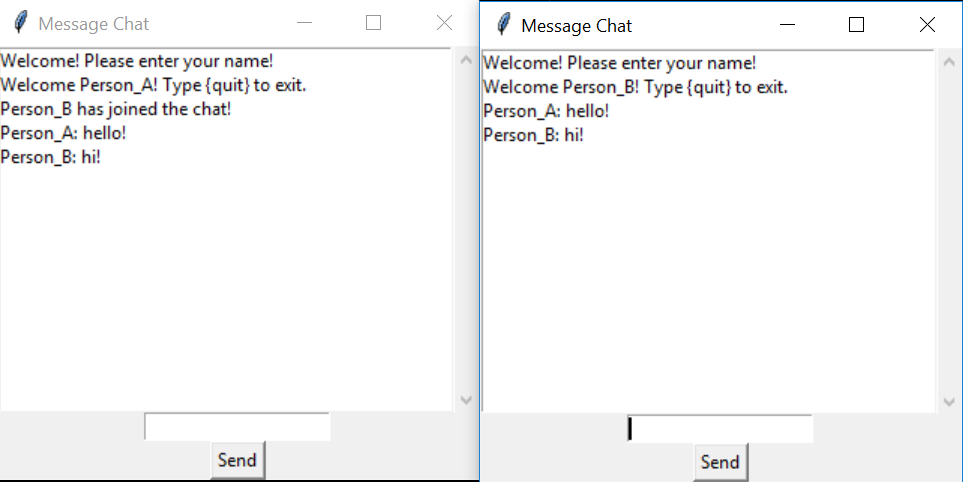 Message Chat
Welcome! Please enter your name!
Welcome Person_A! Type {quit} to exit.
Person_B has joined the chat!
Person_A: hello!
Person_B: hi!
Send
Message Chat
Welcome! Please enter your name!
Welcome Person_B! Type {quit} to exit.
Person_A: hello!
Person_B: hi!
Send